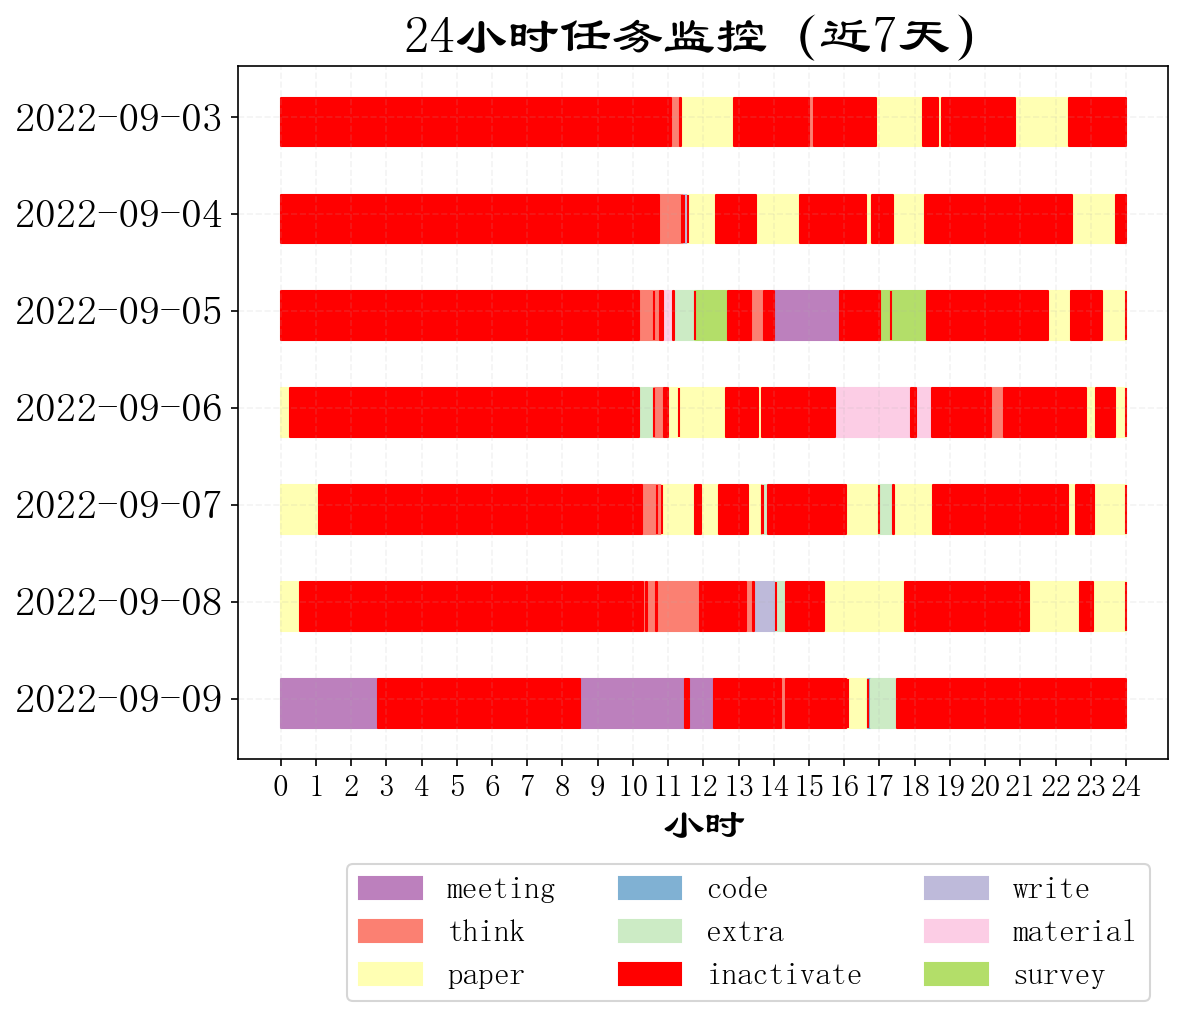 24小时任务监控 (近7天)
2022-09-03
2022-09-04
2022-09-05
2022-09-06
2022-09-07
2022-09-08
2022-09-09
0 1 2 3 4 5 6 7 8 9 10 11 12 13 14 15 16 17 18 19 20 21 22 23 24
小时
meeting code write
think extra material
paper inactivate survey